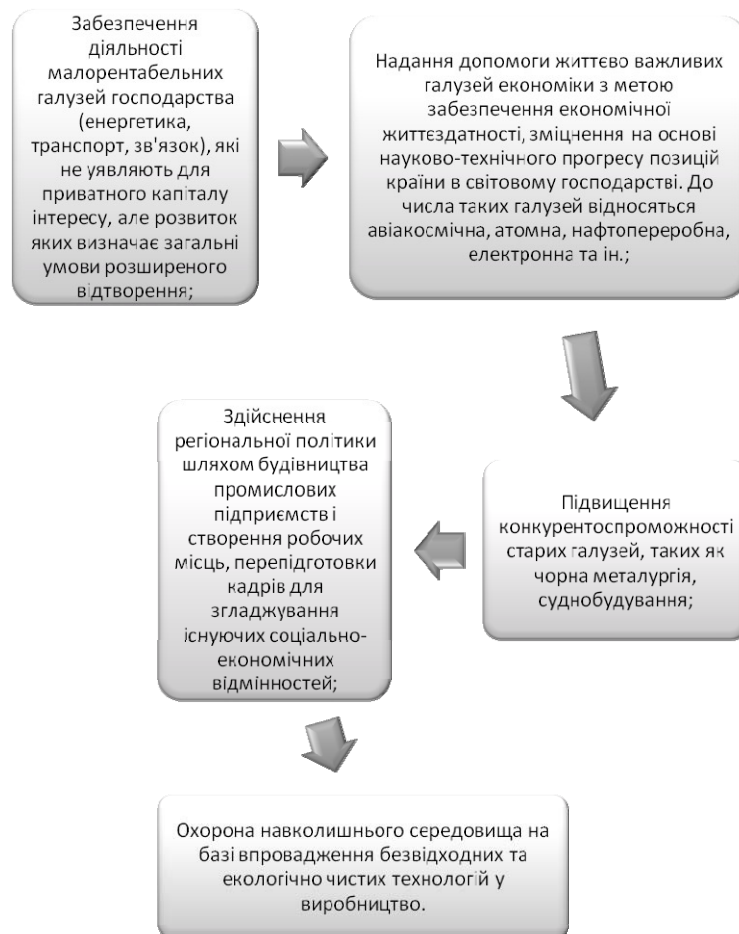 Забезпечення
діяльності
малорентабельних
галузей господарства
(енергетика,
транспорт, зв'язок), які
не уявляють для
приватного капіталу
інтересу, але розвиток
яких визначає загальні
умови розширеного
відтворення;
Надання допомоги життєво важливих
галузей економіки з метою
забезпечення економічної
життєздатності, зміцнення на основі
науково-технічного прогресу позицій
країни в світовому господарстві. До
числа таких галузей відносяться
авіакосмічна, атомна, нафтопереробна,
електронна та ін.;
Підвищення
конкурентоспроможності
старих галузей, таких як
чорна металургія,
суднобудування;
Здійснення
регіональної політики
шляхом будівництва
промислових
підприємств і
створення робочих
місць, перепідготовки
кадрів для
згладжування
існуючих соціально-
економічних
відмінностей;
Охорона навколишнього середовища на
базі впровадження безвідходних та
екологічно чистих технологій у
виробництво.